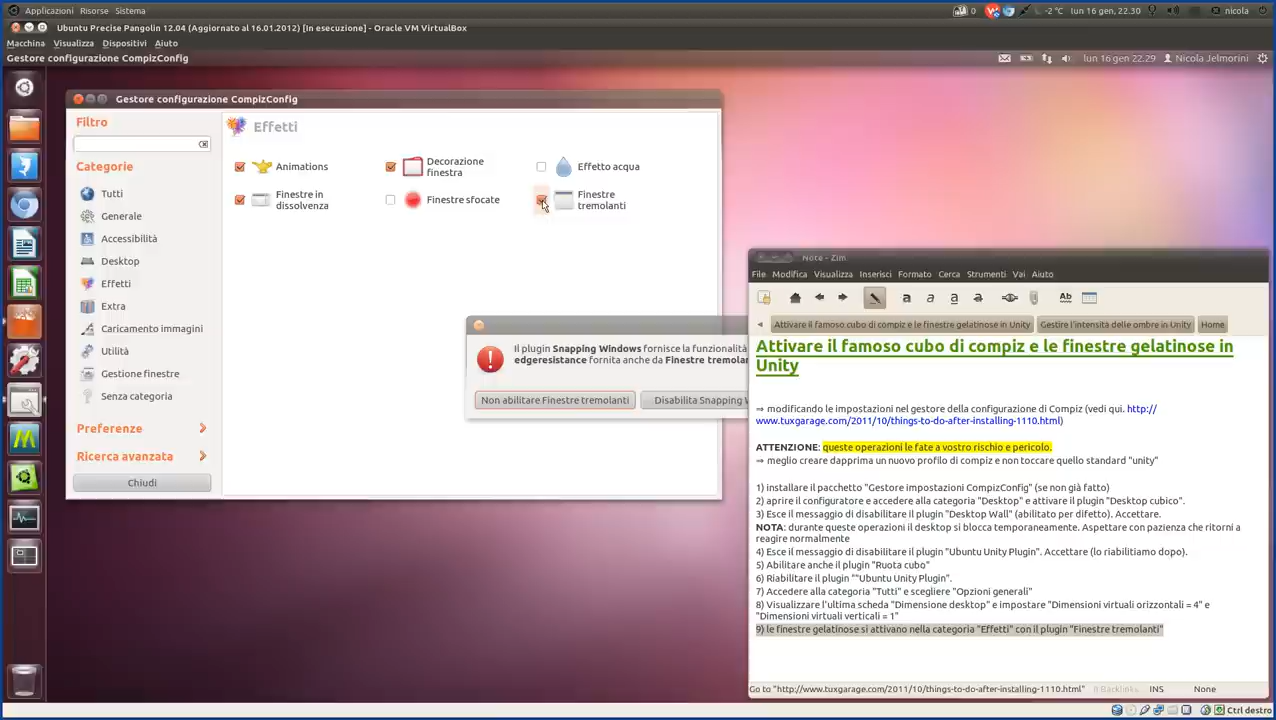 Applicazioni Risorse Sistema
0
-2 °C lun 16 gen, 22.30 nicola
Ubuntu Precise Pangolin 12.04 (Aggiornato al 16.01.2012) [In esecuzione] - Oracle VM VirtualBox
Macchina Visualizza Dispositivi Aiuto
Gestore configurazione CompizConfig
lun 16 gen 22.29 Nicola Jelmorini
Gestore configurazione CompizConfig
Filtro
Categorie
Tutti
Generale
Accessibilità
Desktop
Effetti
Extra
Caricamento immagini
Utilità
Gestione finestre
Senza categoria
Preferenze
Ricerca avanzata
Chiudi
Effetti
Animations
Decorazione finestra
Effetto acqua
Finestre in dissolvenza
Finestre sfocate
Finestre tremolanti
Il plugin Snapping Windows fornisce la funzionalità
edgeresistance fornita anche da Finestre tremolan
Non abilitare Finestre tremolanti
Disabilita Snapping W
Note - Zim
File Modifica Visualizza Inserisci Formato Cerca Strumenti Vai Aiuto
a a a a Ab
Attivare il famoso cubo di compiz e le finestre gelatinose in Unity Gestire l'intensità delle ombre in Unity Home
Attivare il famoso cubo di compiz e le finestre gelatinose in
Unity
⇒ modificando le impostazioni nel gestore della configurazione di Compiz (vedi qui. http://
www.tuxgarage.com/2011/10/things-to-do-after-installing-1110.html)
ATTENZIONE: queste operazioni le fate a vostro rischio e pericolo.
⇒ meglio creare dapprima un nuovo profilo di compiz e non toccare quello standard "unity"
1) installare il pacchetto "Gestore impostazioni CompizConfig" (se non già fatto)
2) aprire il configuratore e accedere alla categoria "Desktop" e attivare il plugin "Desktop cubico".
3) Esce il messaggio di disabilitare il plugin "Desktop Wall" (abilitato per difetto). Accettare.
NOTA: durante queste operazioni il desktop si blocca temporaneamente. Aspettare con pazienza che ritorni a
reagire normalmente
4) Esce il messaggio di disabilitare il plugin "Ubuntu Unity Plugin". Accettare (lo riabilitiamo dopo).
5) Abilitare anche il plugin "Ruota cubo"
6) Riabilitare il plugin ""Ubuntu Unity Plugin".
7) Accedere alla categoria "Tutti" e scegliere "Opzioni generali"
8) Visualizzare l'ultima scheda "Dimensione desktop" e impostare "Dimensioni virtuali orizzontali = 4" e
"Dimensioni virtuali verticali = 1"
9) le finestre gelatinose si attivano nella categoria "Effetti" con il plugin "Finestre tremolanti"
Go to "http://www.tuxgarage.com/2011/10/things-to-do-after-installing-1110.html" Backlinks INS None
Ctrl destro